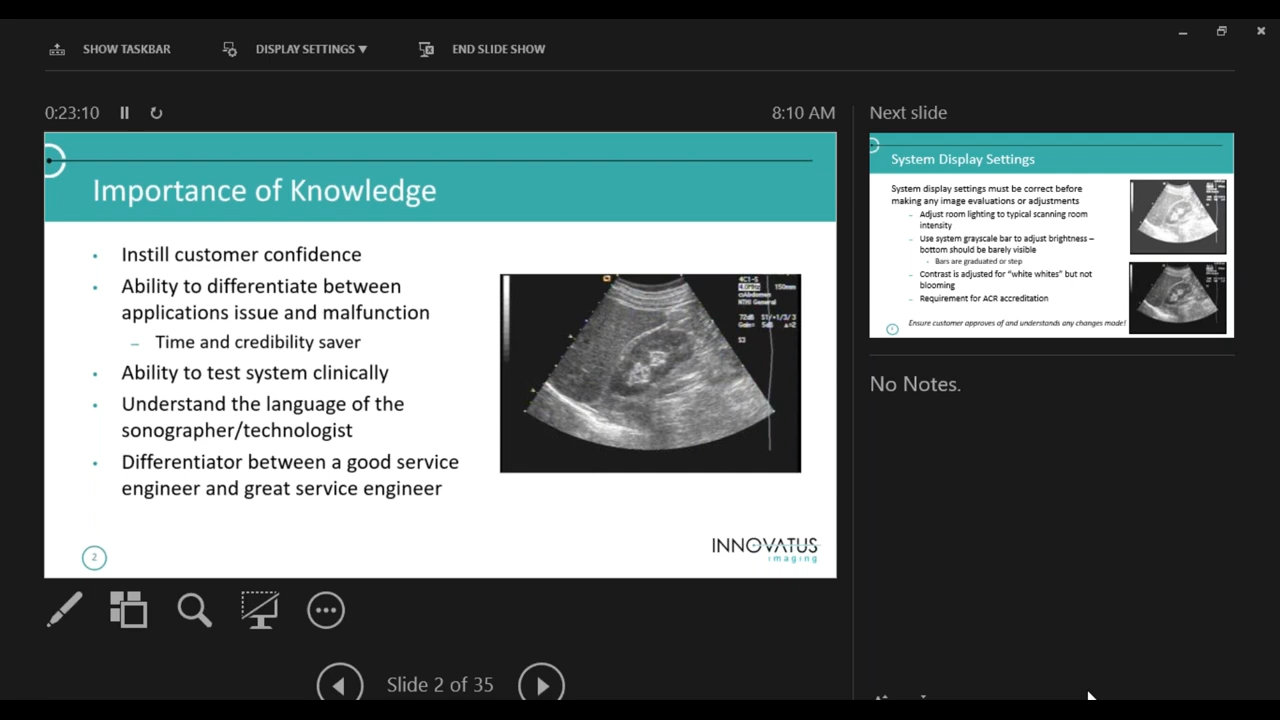 SHOW TASKBAR
DISPLAY SETTINGS ▼
END SLIDE SHOW
0:23:10
8:10 AM
Importance of Knowledge
• Instill customer confidence
• Ability to differentiate between
applications issue and malfunction
– Time and credibility saver
• Ability to test system clinically
• Understand the language of the
sonographer/technologist
• Differentiator between a good service
engineer and great service engineer
4C1-S
150mm
Abdomen
General
S3
2
INNOVATUS
imaging
Slide 2 of 35
Next slide
System Display Settings
System display settings must be correct before
making any image evaluations or adjustments
– Adjust room lighting to typical scanning room
intensity
– Use system grayscale bar to adjust brightness –
bottom should be barely visible
• Bars are graduated or step
– Contrast is adjusted for “white whites” but not
blooming
– Requirement for ACR accreditation
Ensure customer approves of and understands any changes made!
No Notes.